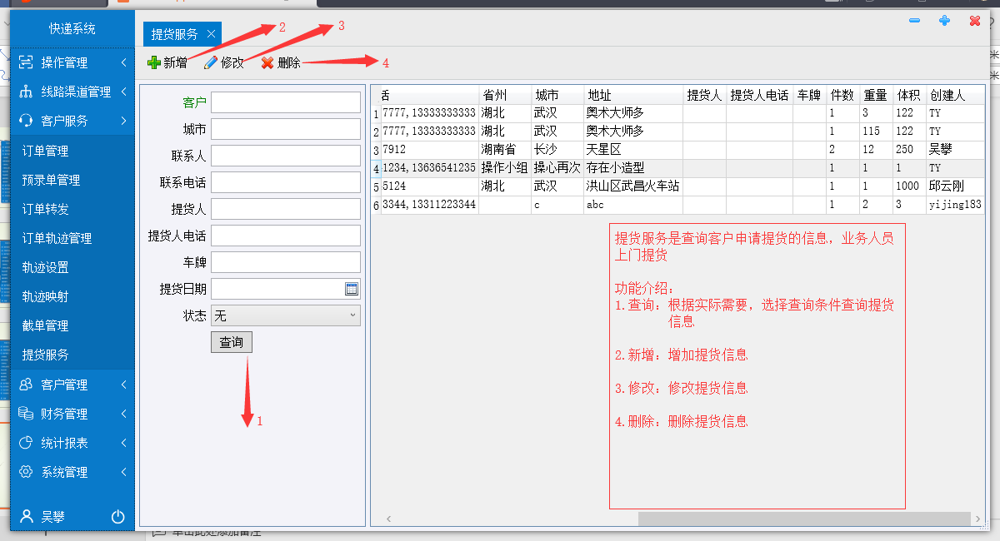 快递系统
操作管理
线路渠道管理
客户服务
订单管理
预录单管理
订单转发
订单轨迹管理
轨迹设置
轨迹映射
截单管理
提货服务
客户管理
财务管理
统计报表
系统管理
吴攀
提货服务
新增 修改 删除
2
3
4
客户
城市
联系人
联系电话
提货人
提货人电话
车牌
提货日期
状态 无
查询
1
省州 城市 地址 提货人 提货人电话 车牌 件数 重量 体积 创建人
1 7777,13333333333 湖北 武汉 奥术大师多 1 3 122 TY
2 7777,13333333333 湖北 武汉 奥术大师多 1 115 122 TY
3 7912 湖南省 长沙 天星区 2 12 250 吴攀
4 1234,13636541235 操作小组 操心再次 存在小造型 1 1 1 TY
5 5124 湖北 武汉 洪山区武昌火车站 1 1 1000 邱云刚
6 3344,13311223344 c abc 1 2 3 yijing183
提货服务是查询客户申请提货的信息，业务人员
上门提货
功能介绍：
1.查询：根据实际需要，选择查询条件查询提货
信息
2.新增：增加提货信息
3.修改：修改提货信息
4.删除：删除提货信息
单击此处添加备注